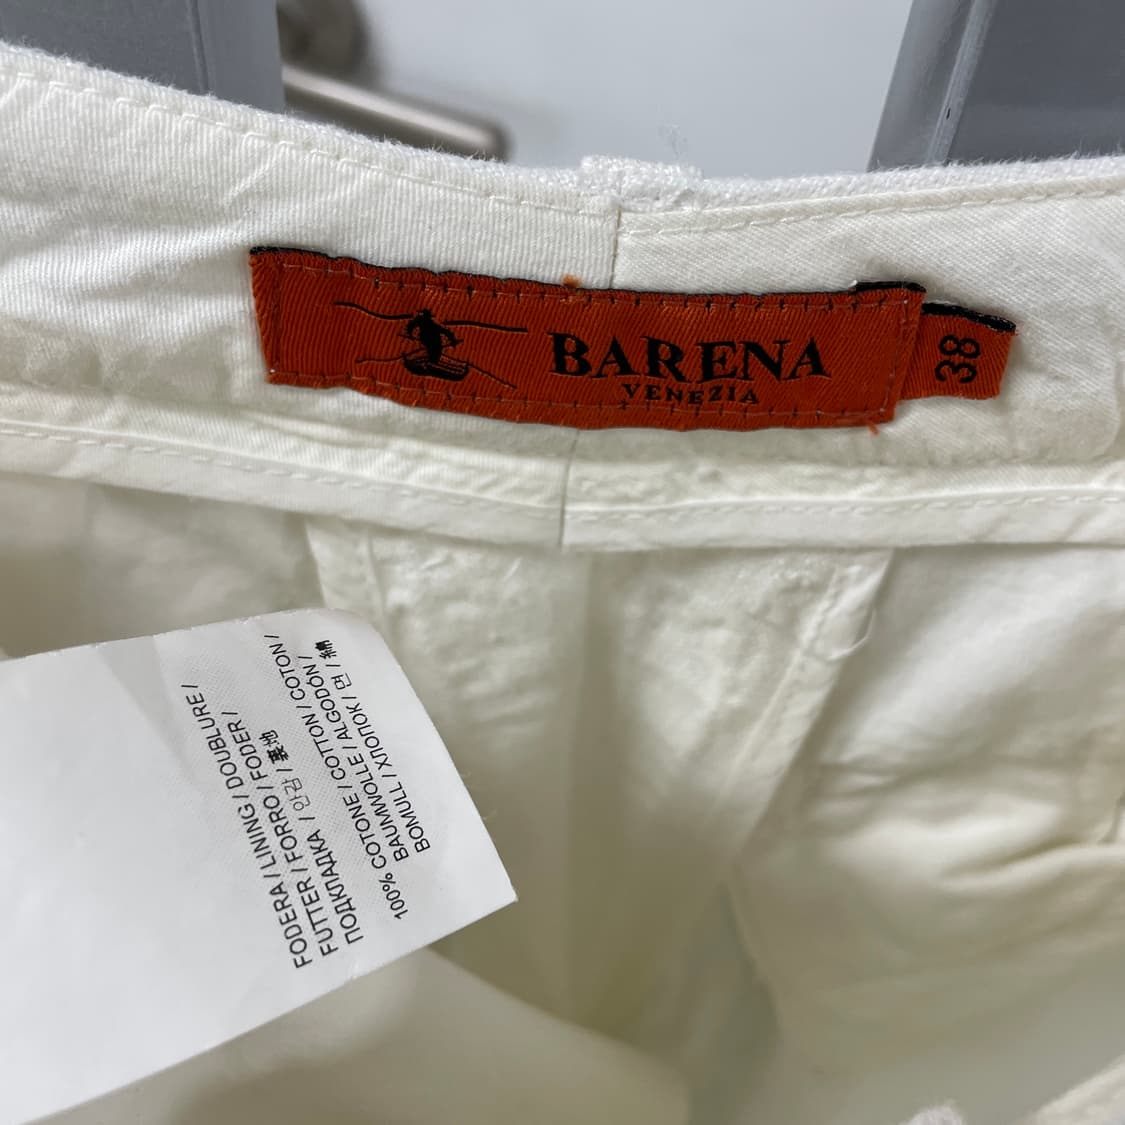 BARENA
VENEZIA
38
FODERA / LINING / DOUBLURE /
FUTTER / FORRO / FODER /
ПОДКЛАДКА / 안감 / 裏地
100% COTONE / COTTON / COTON /
BAUMWOLLE / ALGODÓN /
BOMULL / ХЛОПОК / 면 / 綿